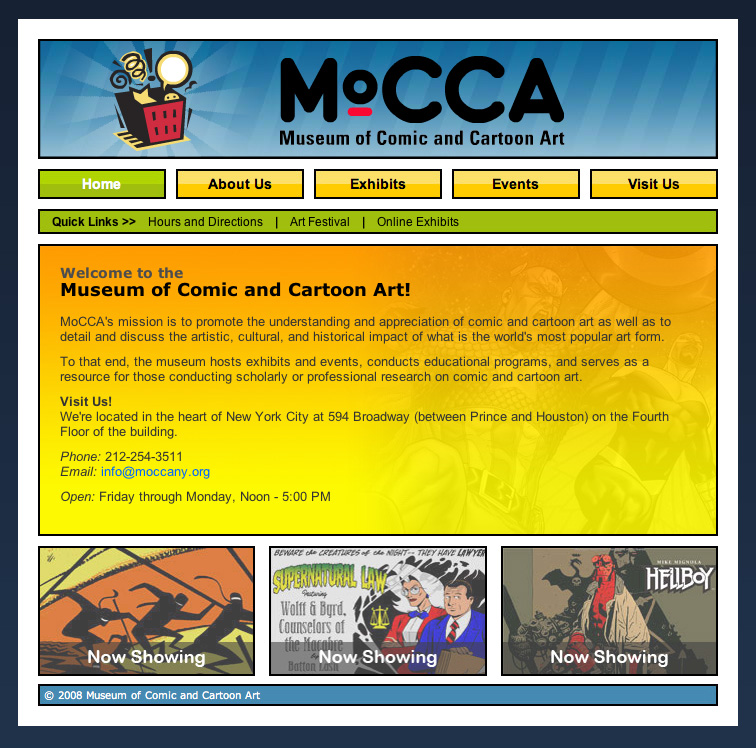 MoCCA
Museum of Comic and Cartoon Art
Home
About Us
Exhibits
Events
Visit Us
Quick Links >> Hours and Directions | Art Festival | Online Exhibits
Welcome to the
Museum of Comic and Cartoon Art!
MoCCA's mission is to promote the understanding and appreciation of comic and cartoon art as well as to
detail and discuss the artistic, cultural, and historical impact of what is the world's most popular art form.
To that end, the museum hosts exhibits and events, conducts educational programs, and serves as a
resource for those conducting scholarly or professional research on comic and cartoon art.
Visit Us!
We're located in the heart of New York City at 594 Broadway (between Prince and Houston) on the Fourth
Floor of the building.
Phone: 212-254-3511
Email: info@moccany.org
Open: Friday through Monday, Noon - 5:00 PM
Now Showing
BEWARE the CREATURES of the NIGHT-- THEY HAVE LAWYER
SUPERNATURAL LAW
Featuring
Wolff & Byrd,
Counselors of
the Macabre
by
Batton Lash
Now Showing
MIKE MIGNOLA
HELLBOY
Now Showing
© 2008 Museum of Comic and Cartoon Art